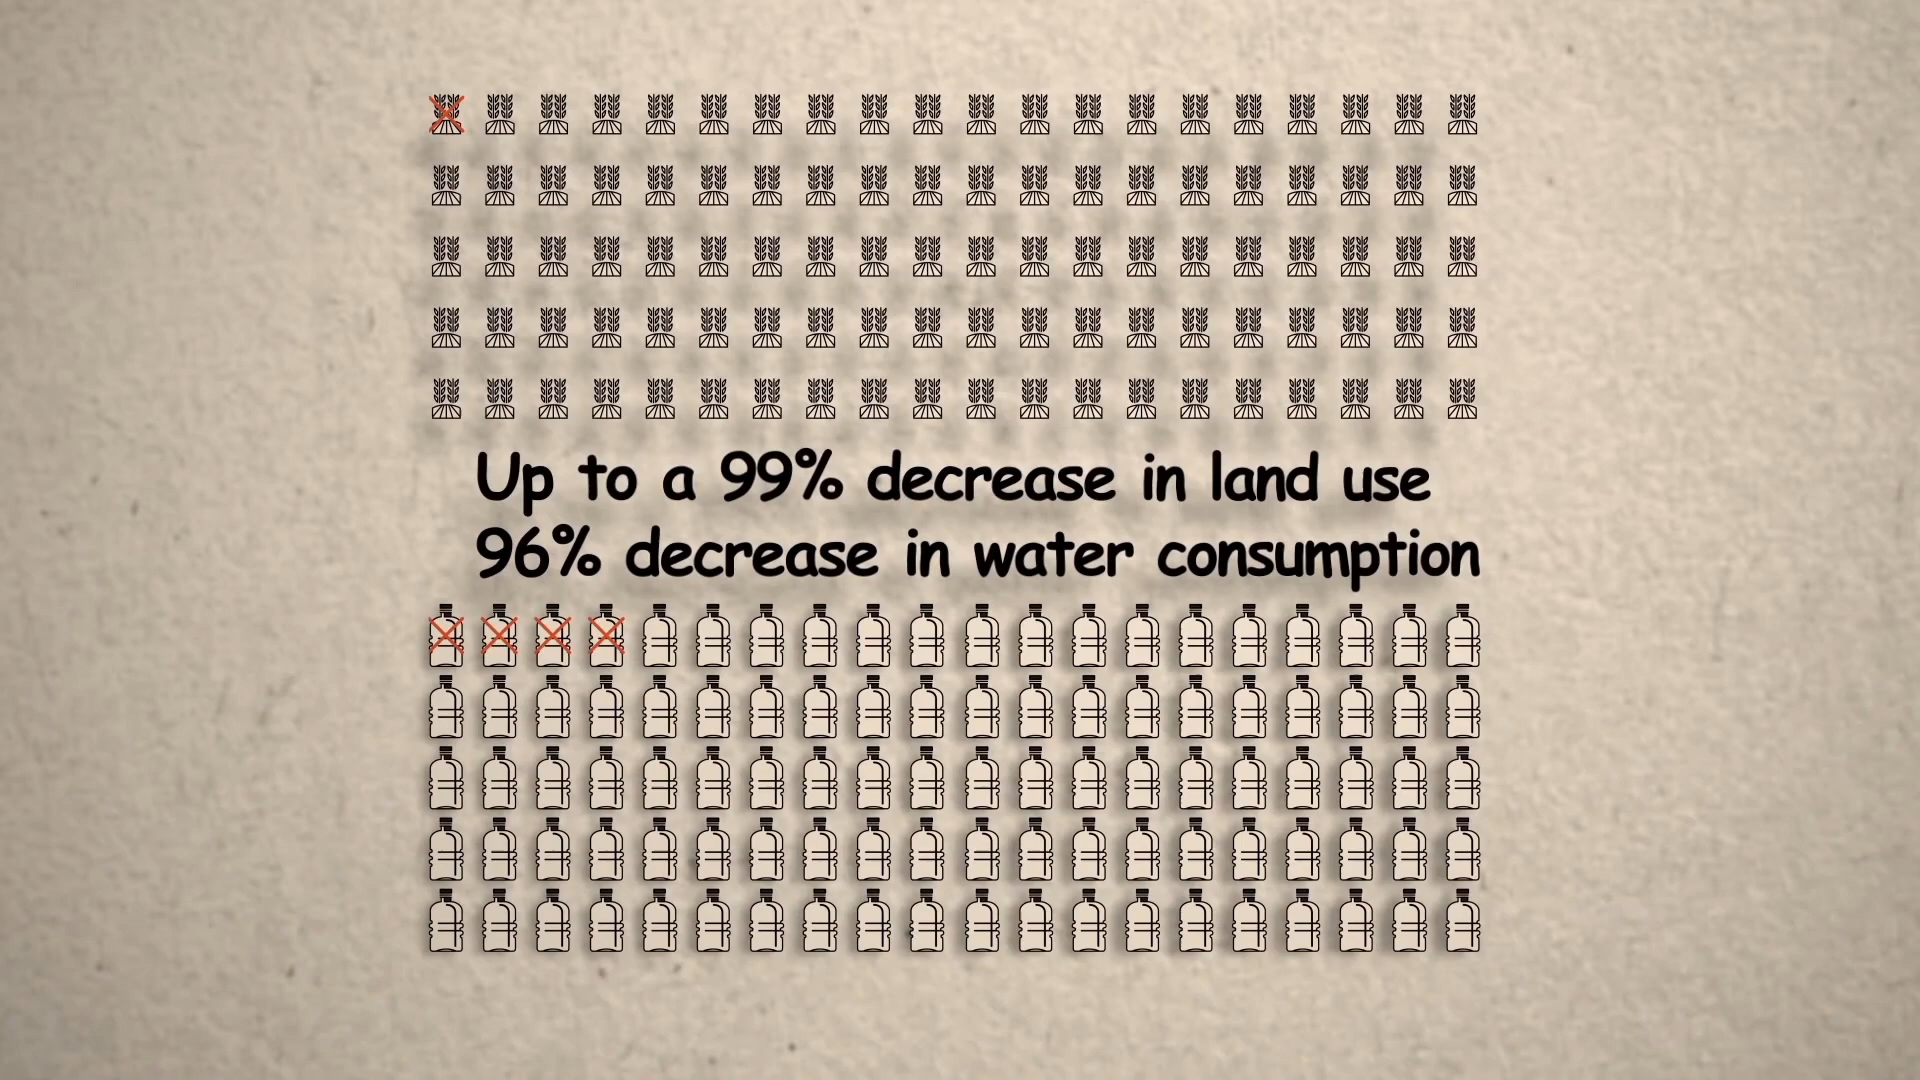 Up to a 99% decrease in land use
96% decrease in water consumption